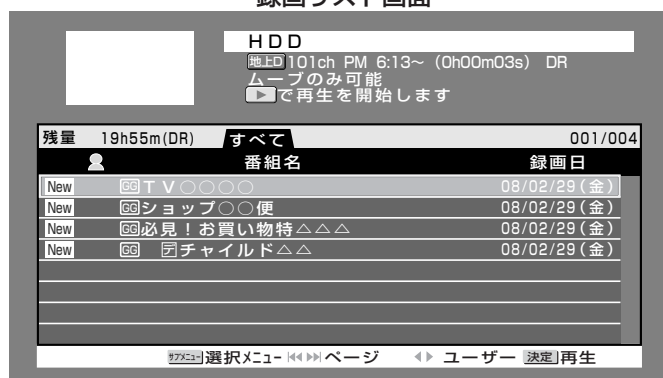 録画リスト画面
HDD
地上D 101ch PM 6:13~ (0h00m03s) DR
ムーブのみ可能
▶で再生を開始します
残量 19h55m(DR) すべて 001/004
番組名 録画日
New GG TV○○○○ 08/02/29(金)
New GG ショップ○○便 08/02/29(金)
New GG 必見!お買い物特△△△ 08/02/29(金)
New GG デチャイルド△△ 08/02/29(金)
サブメニュー 選択メニュー ⏮⏭ ページ ◀▶ ユーザー 決定 再生